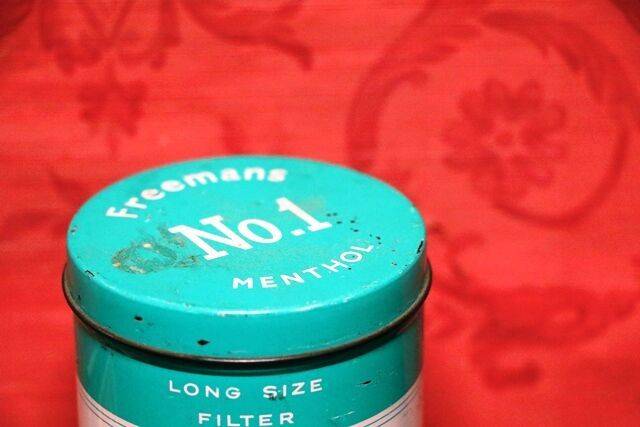 Freemans
No.1
MENTHOL
LONG SIZE
FILTER